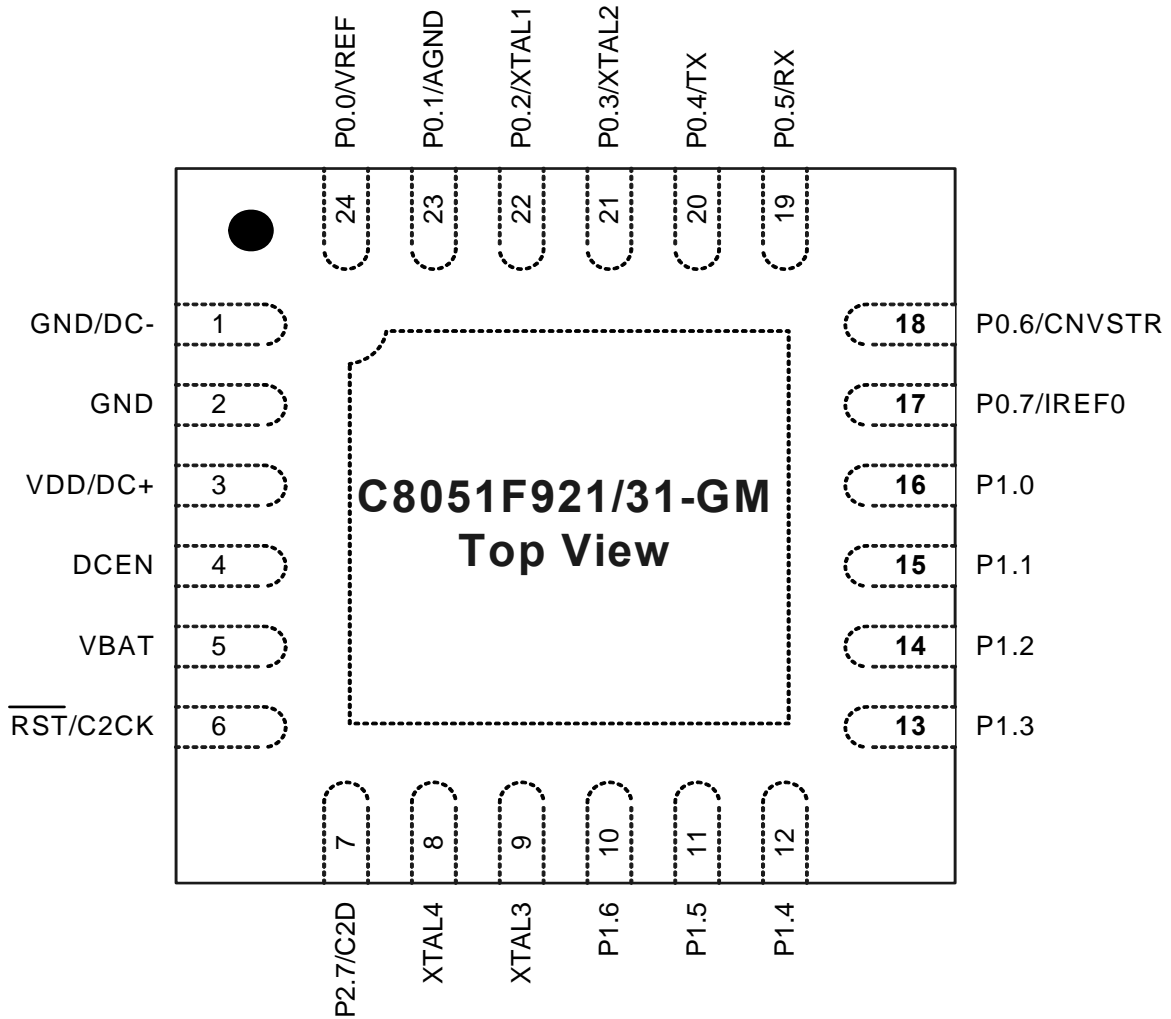 P0.0/VREF
P0.1/AGND
P0.2/XTAL1
P0.3/XTAL2
P0.4/TX
P0.5/RX
24
23
22
21
20
19
GND/DC-
1
GND
2
VDD/DC+
3
DCEN
4
VBAT
5
RST/C2CK
6
C8051F921/31-GM
Top View
18
P0.6/CNVSTR
17
P0.7/IREF0
16
P1.0
15
P1.1
14
P1.2
13
P1.3
7
8
9
10
11
12
P2.7/C2D
XTAL4
XTAL3
P1.6
P1.5
P1.4